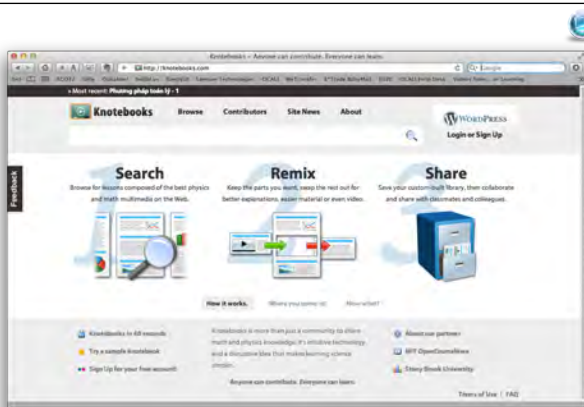 Knotebooks – Anyone can contribute. Everyone can learn.
http://knotebooks.com
Google
» Most recent: Phương pháp toán lý - 1
Knotebooks
Browse
Contributors
Site News
About
WORDPRESS
Login or Sign Up
Feedback
1
2
3
Search
Browse for lessons composed of the best physics
and math multimedia on the Web.
Remix
Keep the parts you want, swap the rest out for
better explanations, easier material or even video.
Share
Save your custom-built library, then collaborate
and share with classmates and colleagues.
How it works.
Where you come in.
Now what?
Knotebooks in 60 seconds
Try a sample Knotebook
Sign Up for your free account!
Knotebooks is more than just a community to share
math and physics knowledge. It's intuitive technology,
and a disruptive idea that makes learning science
simpler.
Anyone can contribute. Everyone can learn.
About our partners
MIT OpenCourseWare
Stony Brook University
Terms of Use | FAQ